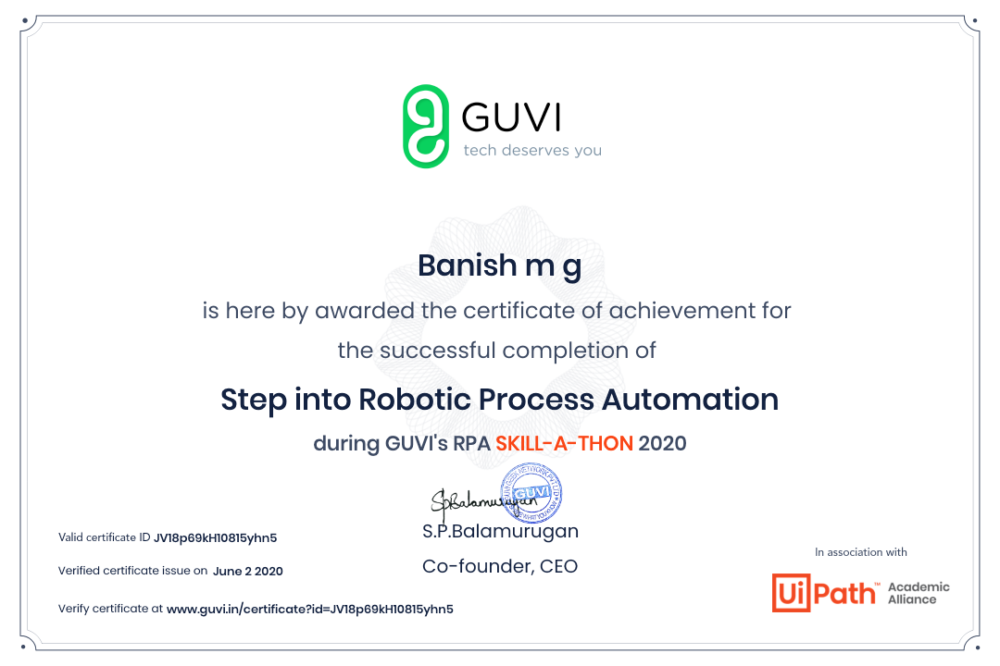 GUVI
tech deserves you
Banish m g
is here by awarded the certificate of achievement for
the successful completion of
Step into Robotic Process Automation
during GUVI's RPA SKILL-A-THON 2020
SPBalamurugan
GUVI
S.P.Balamurugan
Co-founder, CEO
Valid certificate ID JV18p69kH10815yhn5
Verified certificate issue on June 2 2020
Verify certificate at www.guvi.in/certificate?id=JV18p69kH10815yhn5
In association with
UiPath™ Academic Alliance